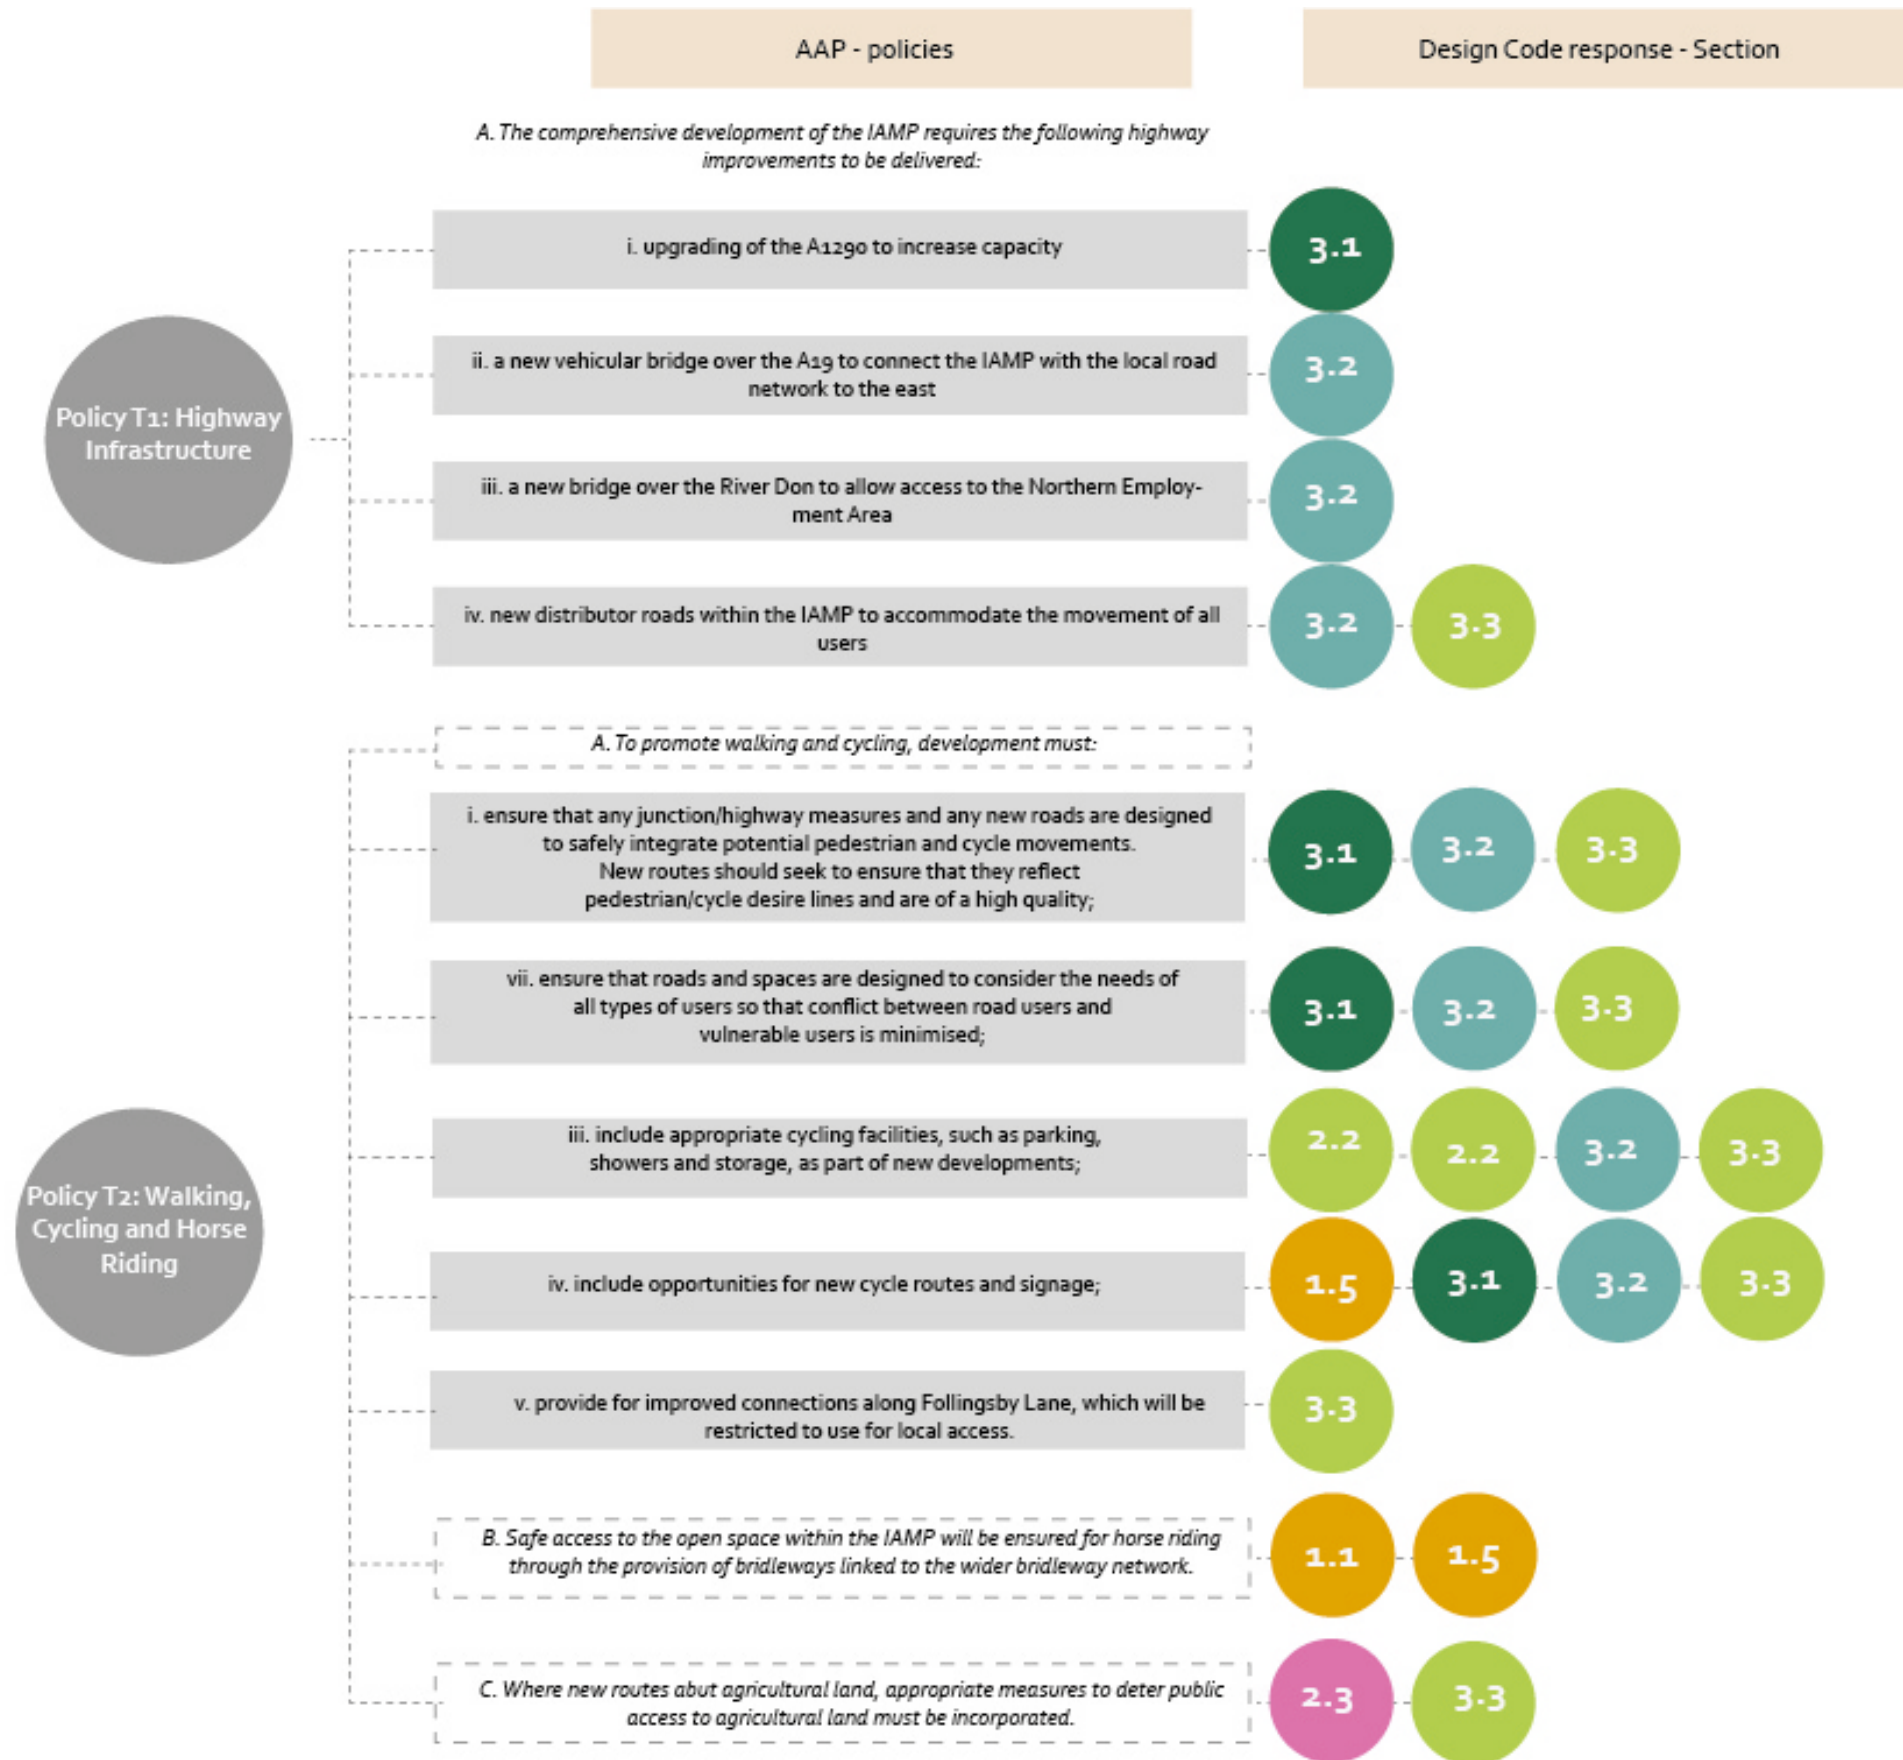 AAP - policies
Design Code response - Section
A. The comprehensive development of the IAMP requires the following highway
improvements to be delivered:
Policy T1: Highway
Infrastructure
i. upgrading of the A1290 to increase capacity
3.1
ii. a new vehicular bridge over the A19 to connect the IAMP with the local road
network to the east
3.2
iii. a new bridge over the River Don to allow access to the Northern Employ-
ment Area
3.2
iv. new distributor roads within the IAMP to accommodate the movement of all
users
3.2 3.3
Policy T2: Walking,
Cycling and Horse
Riding
A. To promote walking and cycling, development must:
i. ensure that any junction/highway measures and any new roads are designed
to safely integrate potential pedestrian and cycle movements.
New routes should seek to ensure that they reflect
pedestrian/cycle desire lines and are of a high quality;
3.1 3.2 3.3
vii. ensure that roads and spaces are designed to consider the needs of
all types of users so that conflict between road users and
vulnerable users is minimised;
3.1 3.2 3.3
iii. include appropriate cycling facilities, such as parking,
showers and storage, as part of new developments;
2.2 2.2 3.2 3.3
iv. include opportunities for new cycle routes and signage;
1.5 3.1 3.2 3.3
v. provide for improved connections along Follingsby Lane, which will be
restricted to use for local access.
3.3
B. Safe access to the open space within the IAMP will be ensured for horse riding
through the provision of bridleways linked to the wider bridleway network.
1.1 1.5
C. Where new routes abut agricultural land, appropriate measures to deter public
access to agricultural land must be incorporated.
2.3 3.3